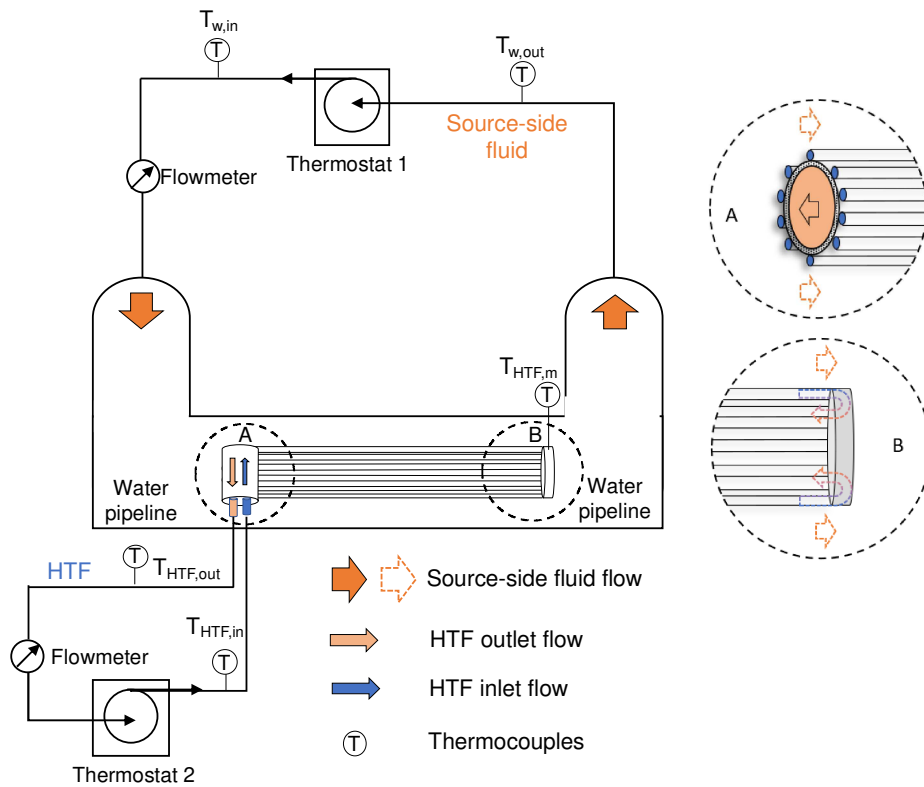 T_w,in
T
T_w,out
T
Thermostat 1
Source-side
fluid
Flowmeter
A
T_HTF,m
T
A
B
Water
pipeline
Water
pipeline
B
HTF
T
T_HTF,out
Source-side fluid flow
T_HTF,in
HTF outlet flow
Flowmeter
T
HTF inlet flow
T
Thermocouples
Thermostat 2